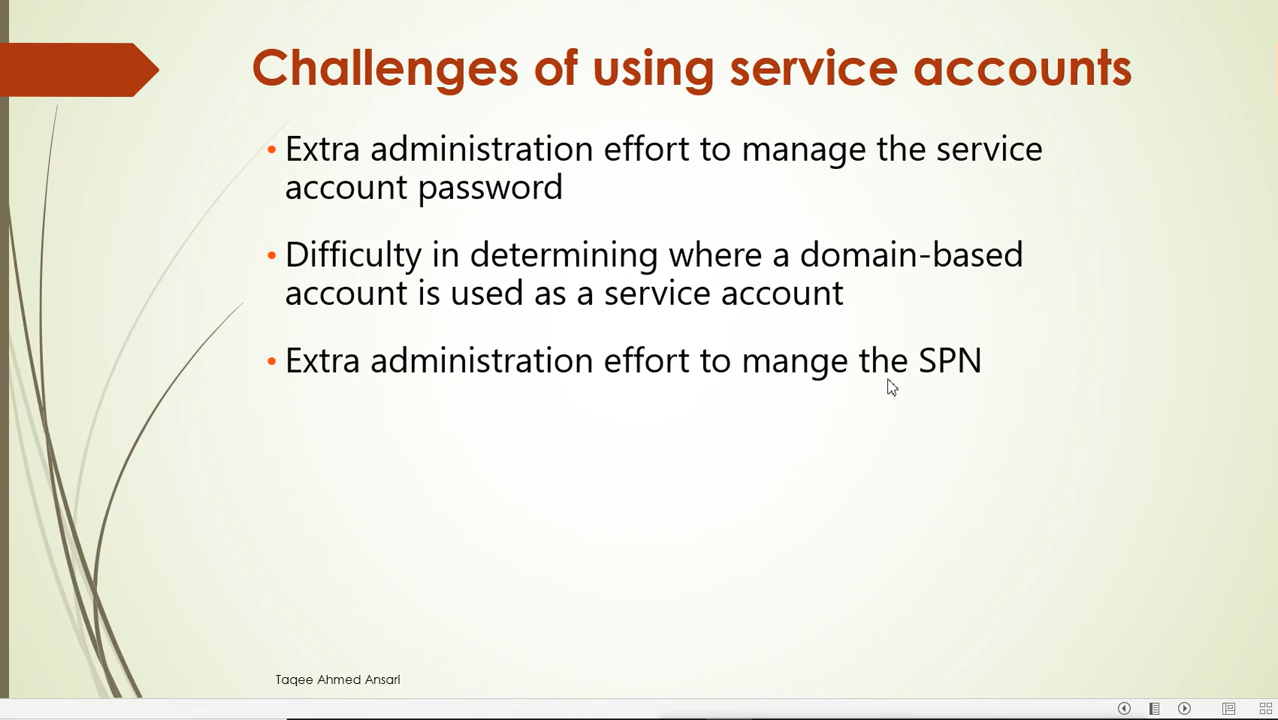 Challenges of using service accounts
• Extra administration effort to manage the service
account password
• Difficulty in determining where a domain-based
account is used as a service account
• Extra administration effort to mange the SPN
Taqee Ahmed Ansari